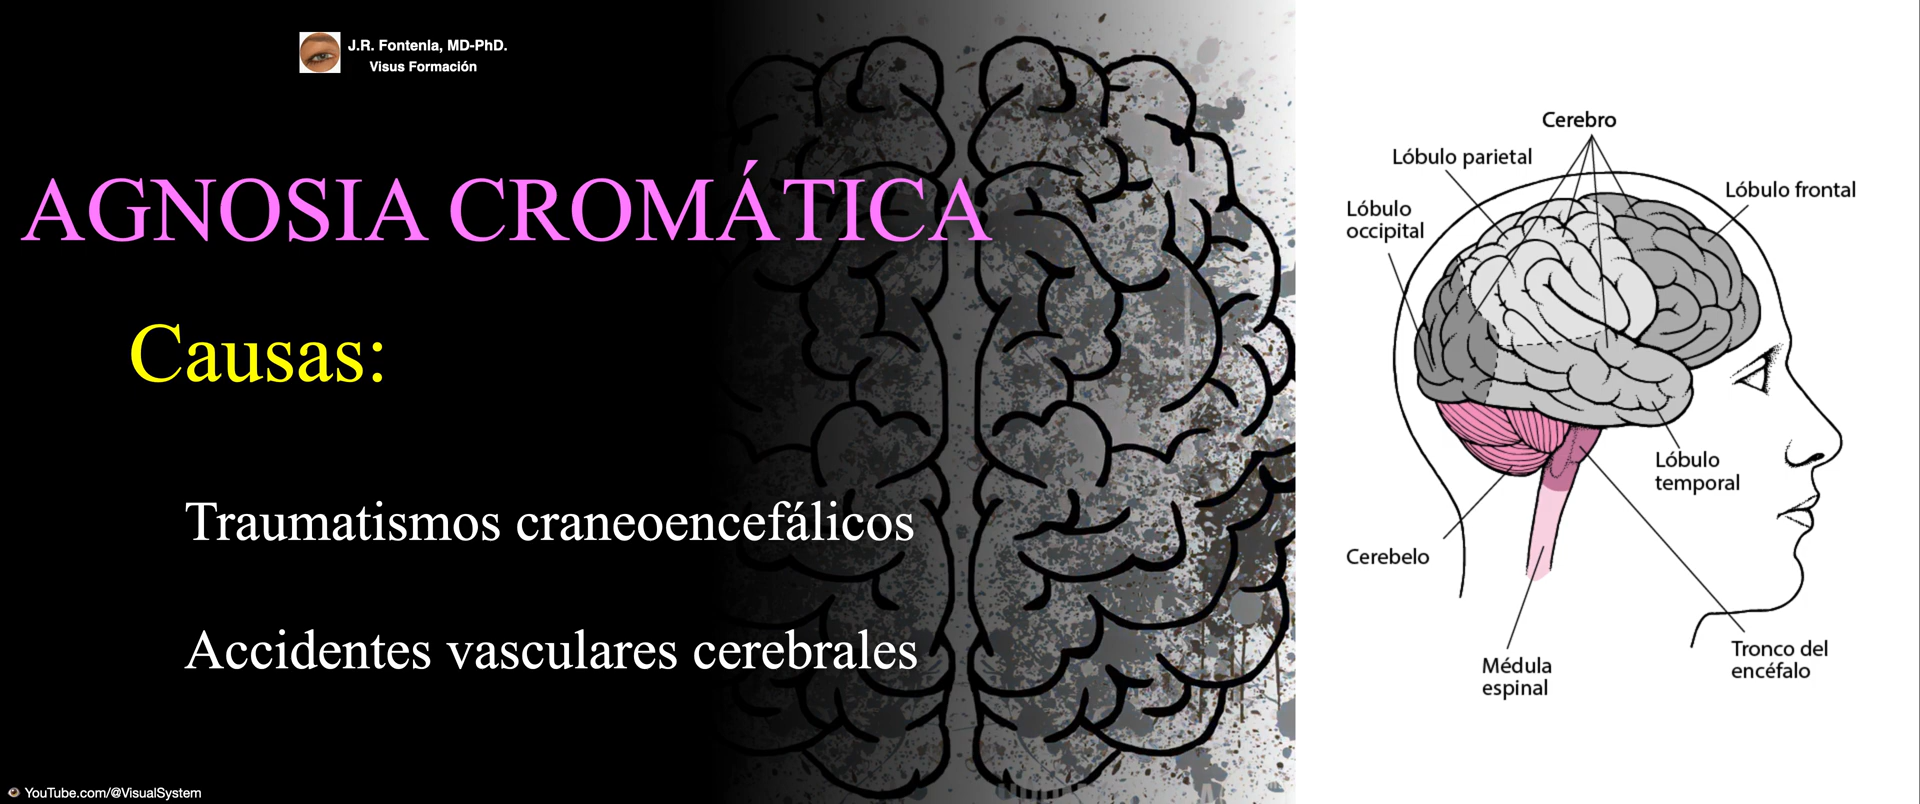 J.R. Fontenla, MD-PhD.
Visus Formación
AGNOSIA CROMÁTICA
Causas:
Traumatismos craneoencefálicos
Accidentes vasculares cerebrales
YouTube.com/@VisualSystem
Cerebro
Lóbulo parietal
Lóbulo frontal
Lóbulo
occipital
Lóbulo
temporal
Cerebelo
Tronco del
encéfalo
Médula
espinal